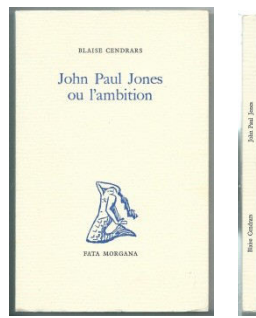 BLAISE CENDRARS
John Paul Jones
ou l'ambition
FATA MORGANA
John Paul Jones
Blaise Cendrars